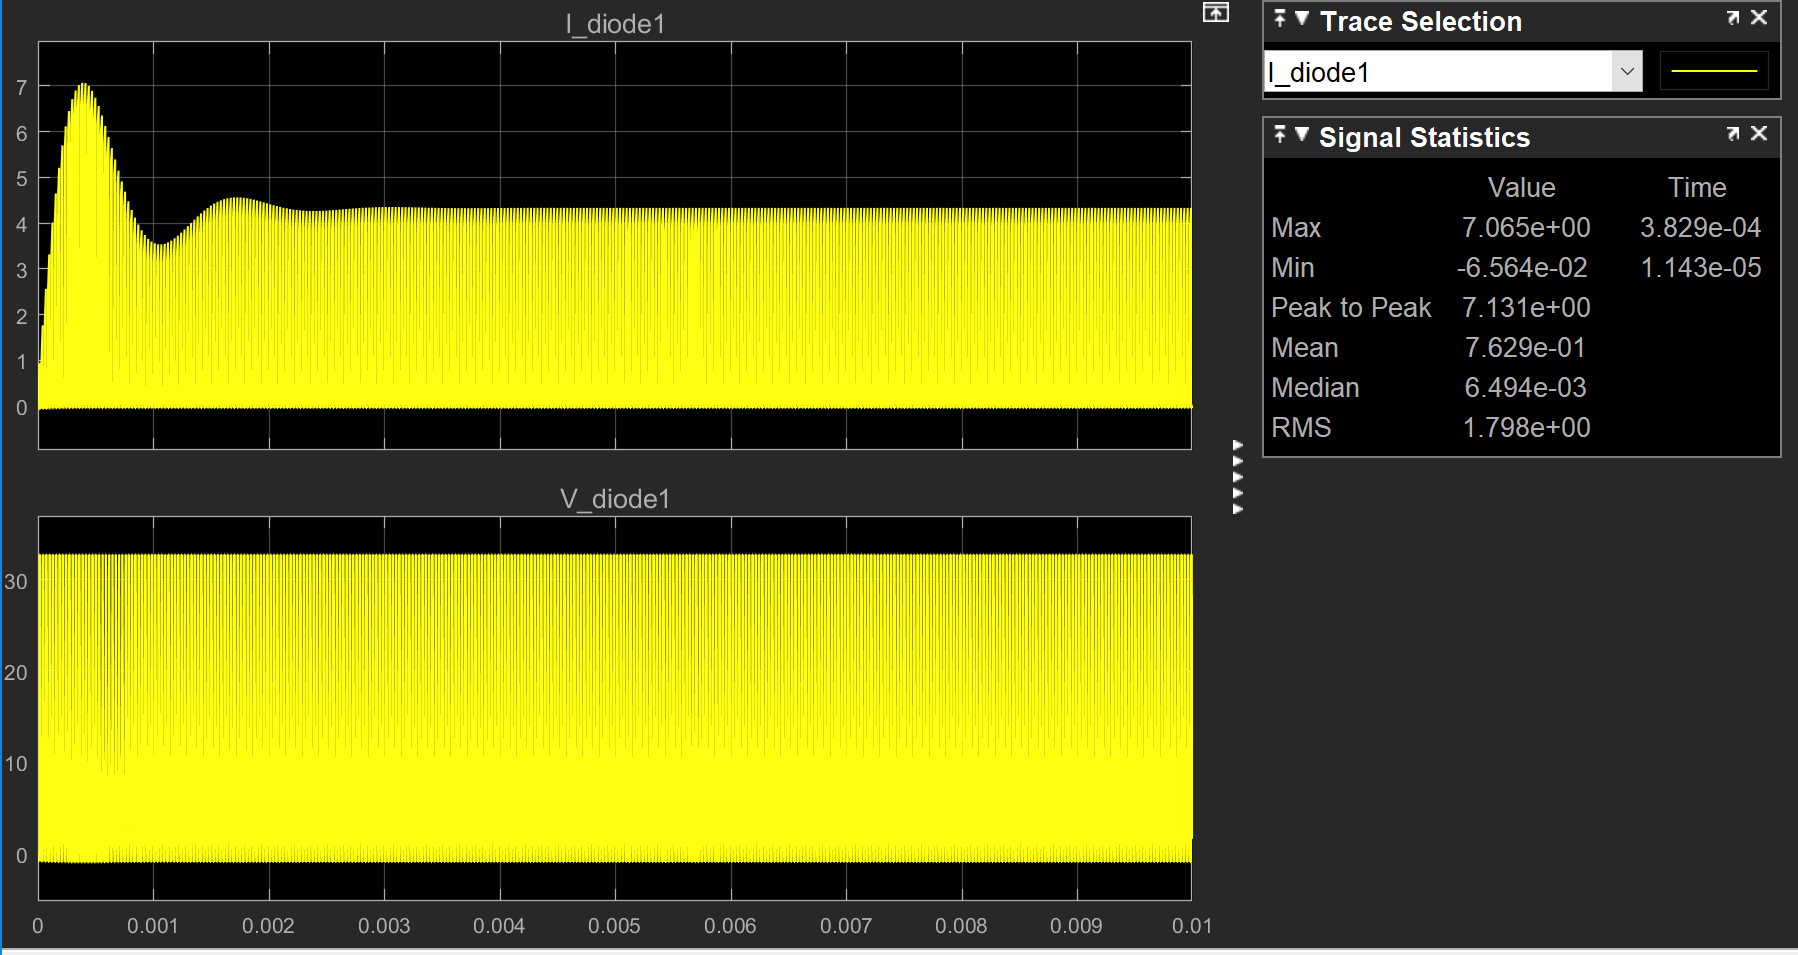 I_diode1
7
6
5
4
3
2
1
0
V_diode1
30
20
10
0
0 0.001 0.002 0.003 0.004 0.005 0.006 0.007 0.008 0.009 0.01
Trace Selection
I_diode1
Signal Statistics
Value Time
Max 7.065e+00 3.829e-04
Min -6.564e-02 1.143e-05
Peak to Peak 7.131e+00
Mean 7.629e-01
Median 6.494e-03
RMS 1.798e+00